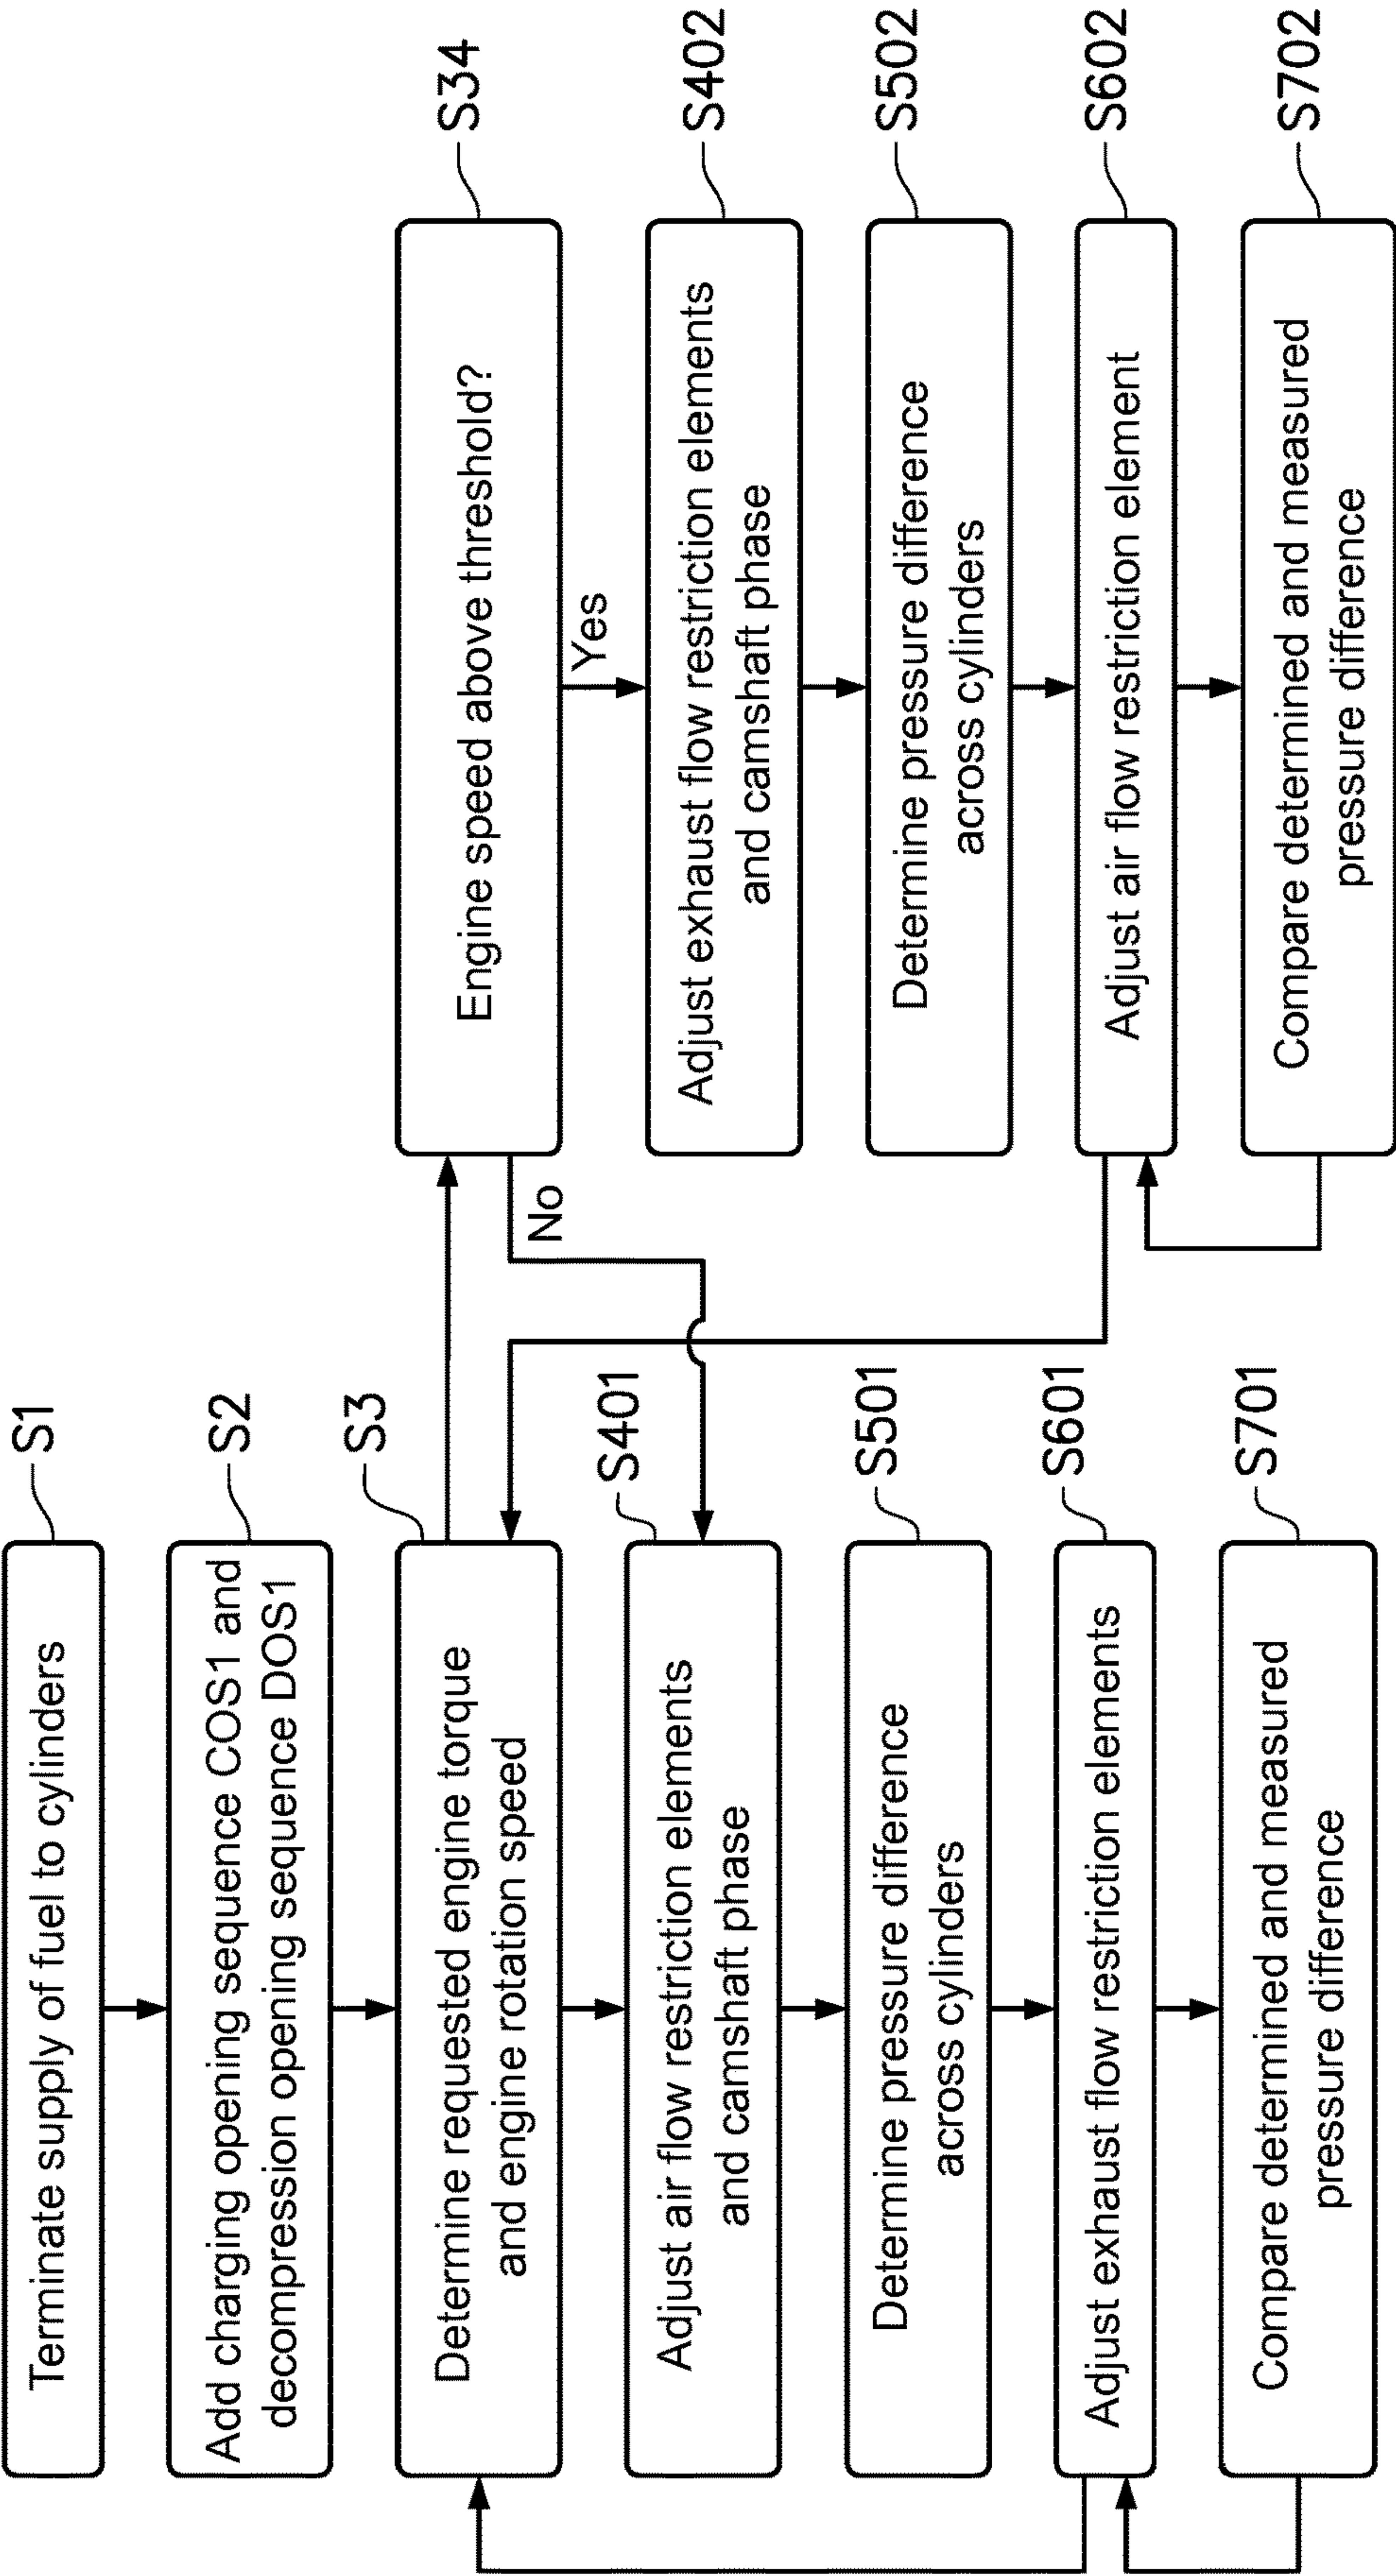 S1
Terminate supply of fuel to cylinders
S2
Add charging opening sequence COS1 and
decompression opening sequence DOS1
S3
Determine requested engine torque
and engine rotation speed
S401
Adjust air flow restriction elements
and camshaft phase
S501
Determine pressure difference
across cylinders
S601
Adjust exhaust flow restriction elements
S701
Compare determined and measured
pressure difference
S34
Engine speed above threshold?
Yes
No
S402
Adjust exhaust flow restriction elements
and camshaft phase
S502
Determine pressure difference
across cylinders
S602
Adjust air flow restriction element
S702
Compare determined and measured
pressure difference